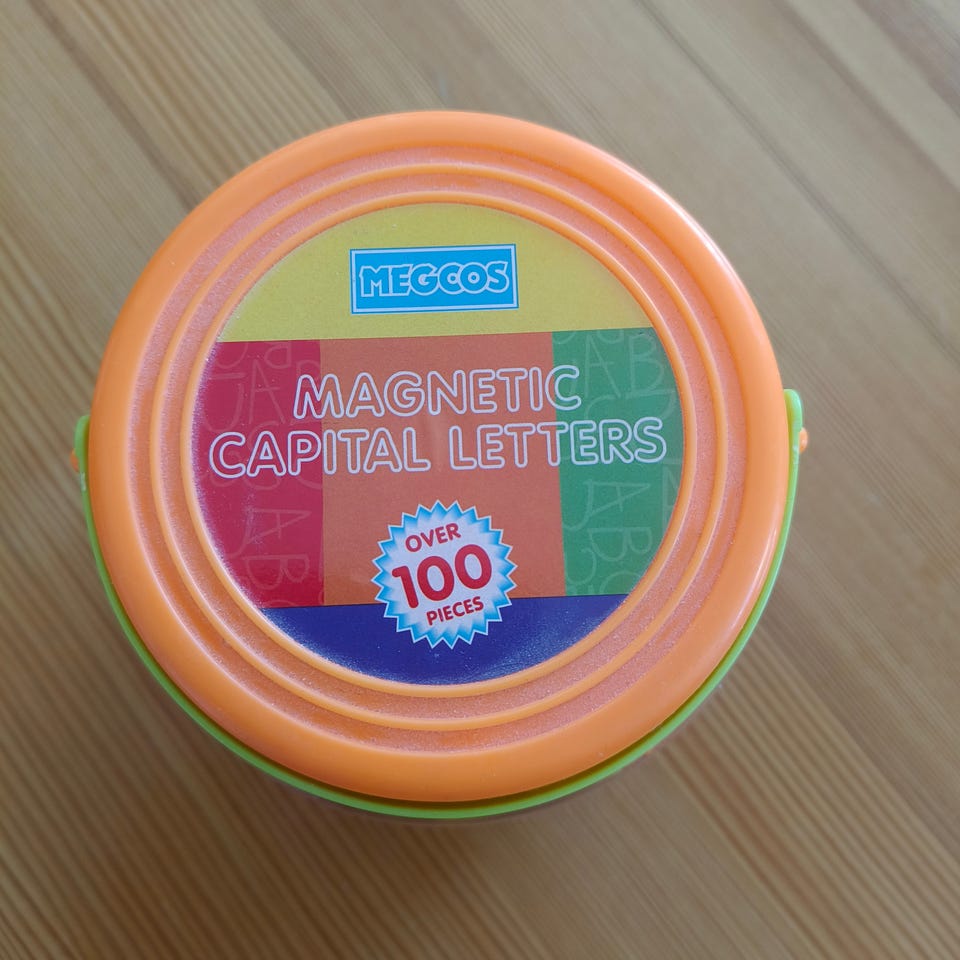 MEGCOS
MAGNETIC
CAPITAL LETTERS
OVER
100
PIECES